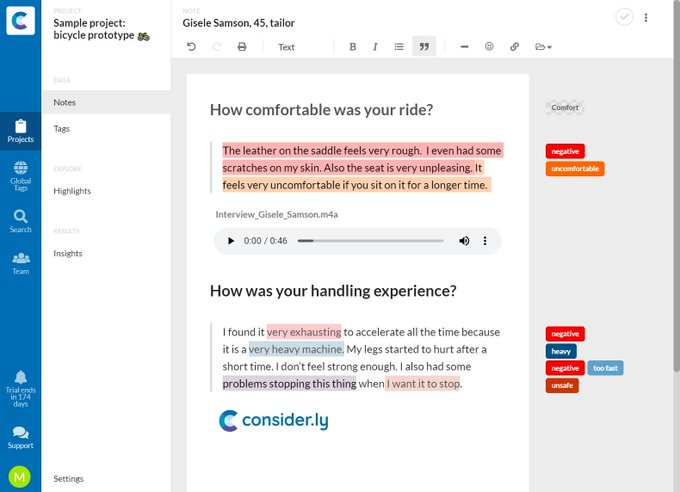 PROJECT
Sample project:
bicycle prototype
DATA
Notes
Tags
EXPLORE
Highlights
RESULTS
Insights
Settings
Projects
Global
Tags
Search
Team
Trial ends
in 174
days
Support
M
NOTE
Gisele Samson, 45, tailor
Text
B
I
How comfortable was your ride?
Comfort
The leather on the saddle feels very rough. I even had some
scratches on my skin. Also the seat is very unpleasing. It
feels very uncomfortable if you sit on it for a longer time.
negative
uncomfortable
Interview_Gisele_Samson.m4a
0:00 / 0:46
How was your handling experience?
I found it very exhausting to accelerate all the time because
it is a very heavy machine. My legs started to hurt after a
short time. I don't feel strong enough. I also had some
problems stopping this thing when I want it to stop.
negative
heavy
negative too fast
unsafe
consider.ly